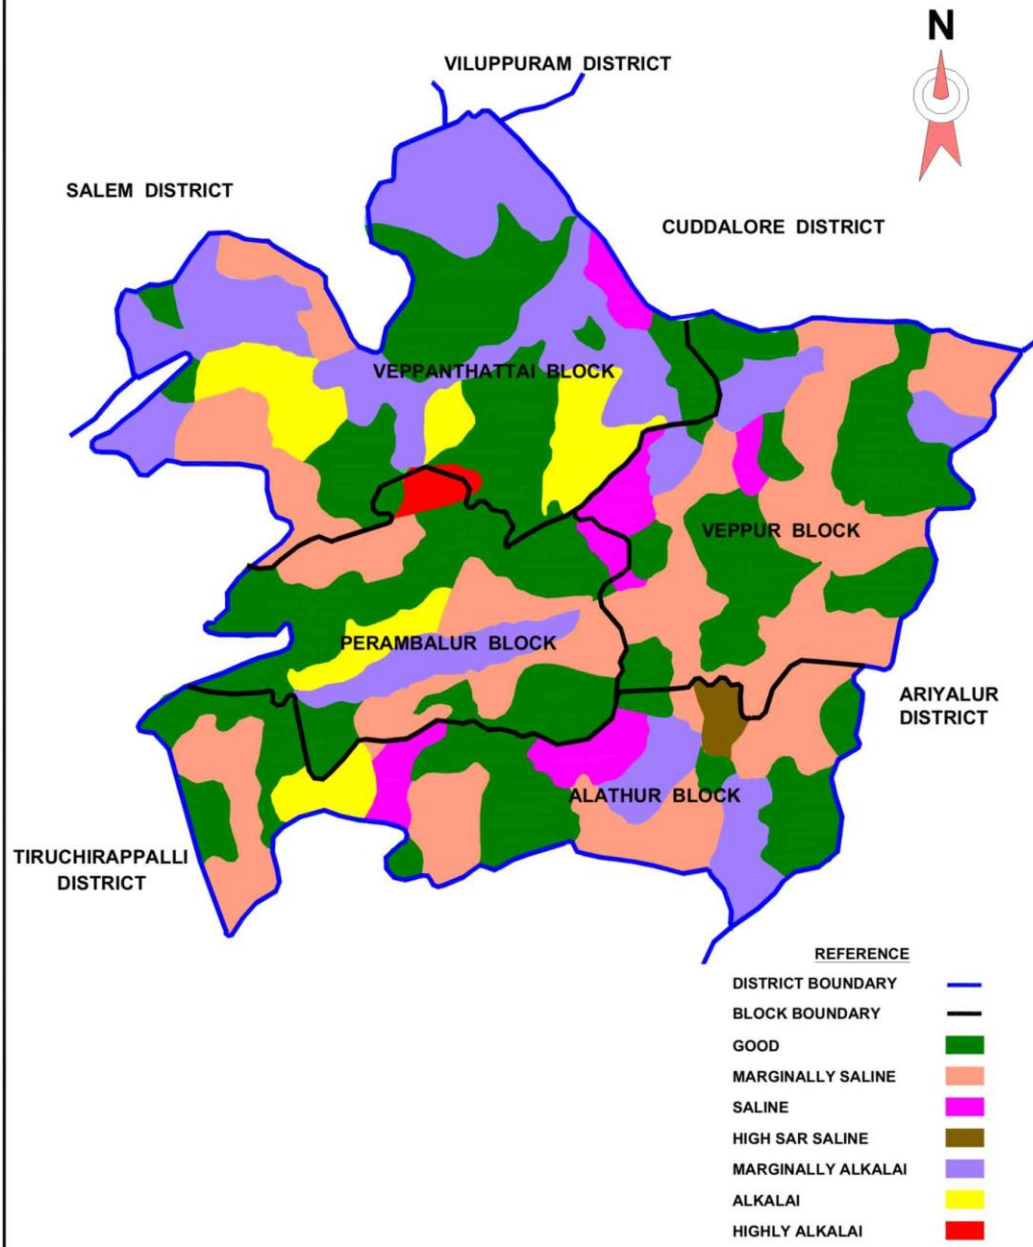 N
VILUPPURAM DISTRICT
SALEM DISTRICT
CUDDALORE DISTRICT
VEPPANTHATTAI BLOCK
VEPPUR BLOCK
PERAMBALUR BLOCK
ARIYALUR
DISTRICT
ALATHUR BLOCK
TIRUCHIRAPPALLI
DISTRICT
REFERENCE
DISTRICT BOUNDARY
BLOCK BOUNDARY
GOOD
MARGINALLY SALINE
SALINE
HIGH SAR SALINE
MARGINALLY ALKALAI
ALKALAI
HIGHLY ALKALAI